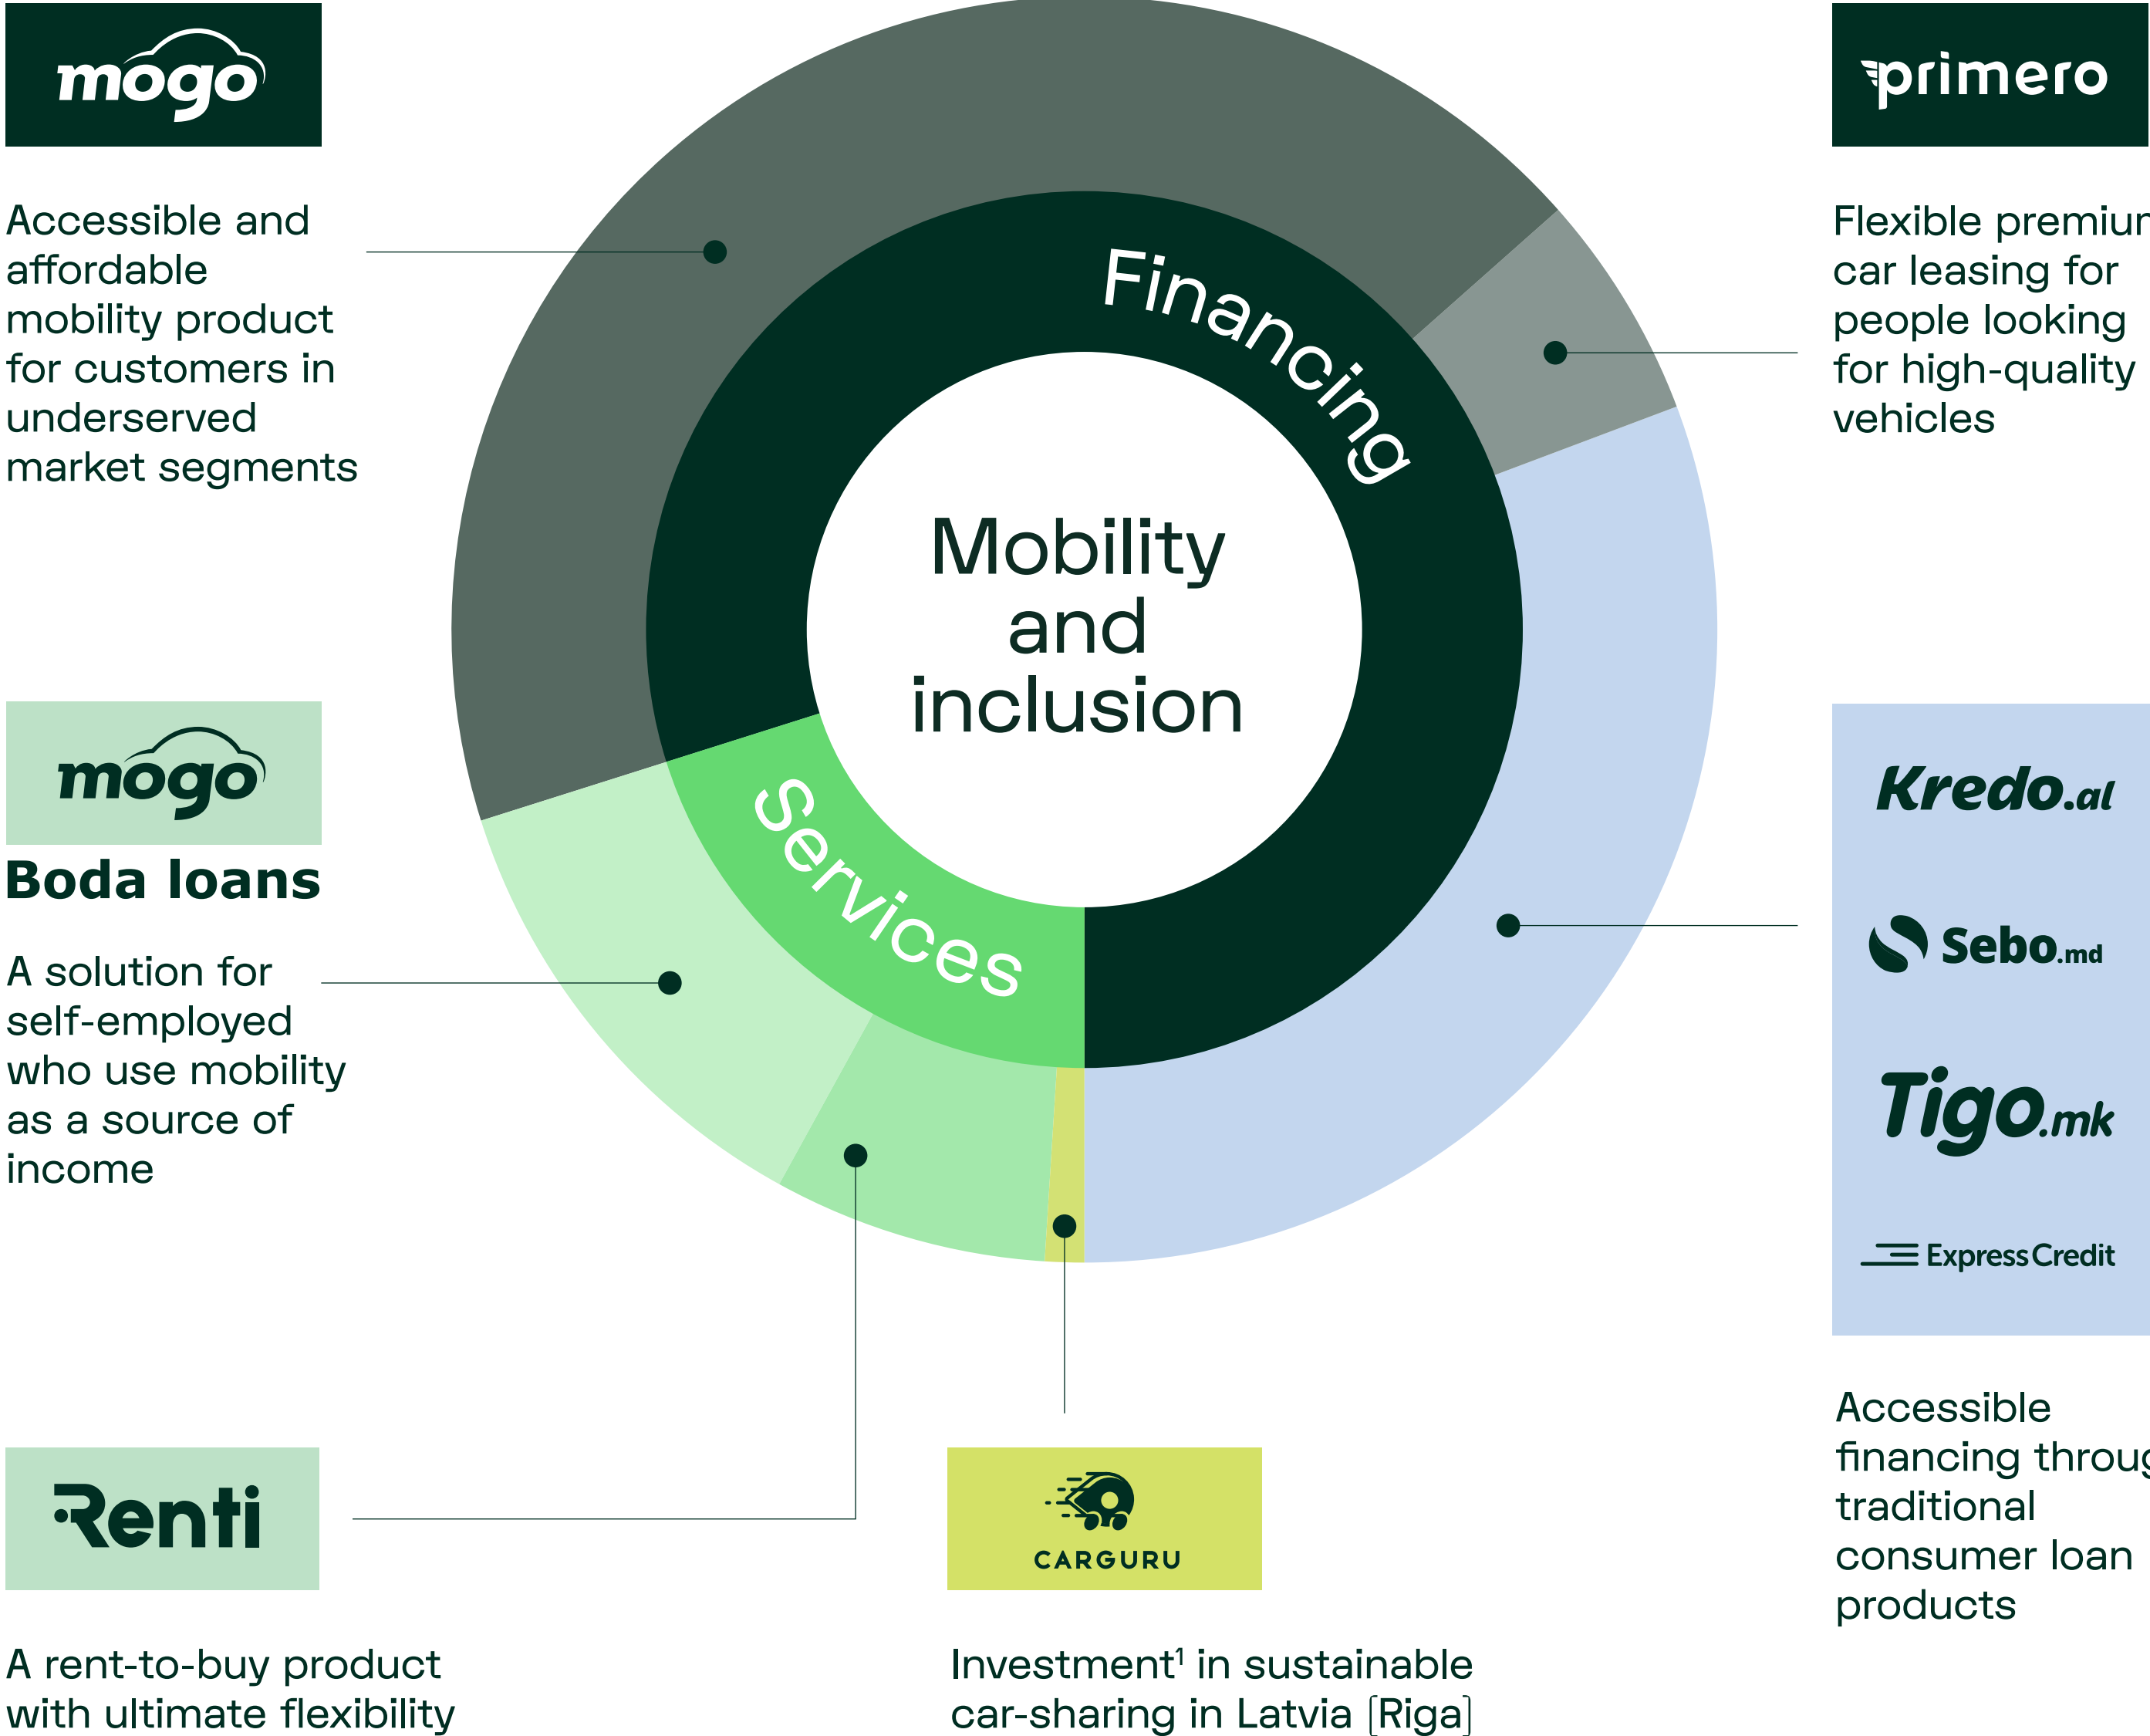 mogo
Accessible and
affordable
mobility product
for customers in
underserved
market segments
primero
Flexible premium
car leasing for
people looking
for high-quality
vehicles
Financing
Mobility
and
inclusion
Services
mogo
Boda loans
A solution for
self-employed
who use mobility
as a source of
income
Kredo.al
Sebo.md
Tigo.mk
ExpressCredit
Accessible
financing throug
traditional
consumer loan
products
Renti
A rent-to-buy product
with ultimate flexibility
CARGURU
Investment¹ in sustainable
car-sharing in Latvia (Riga)